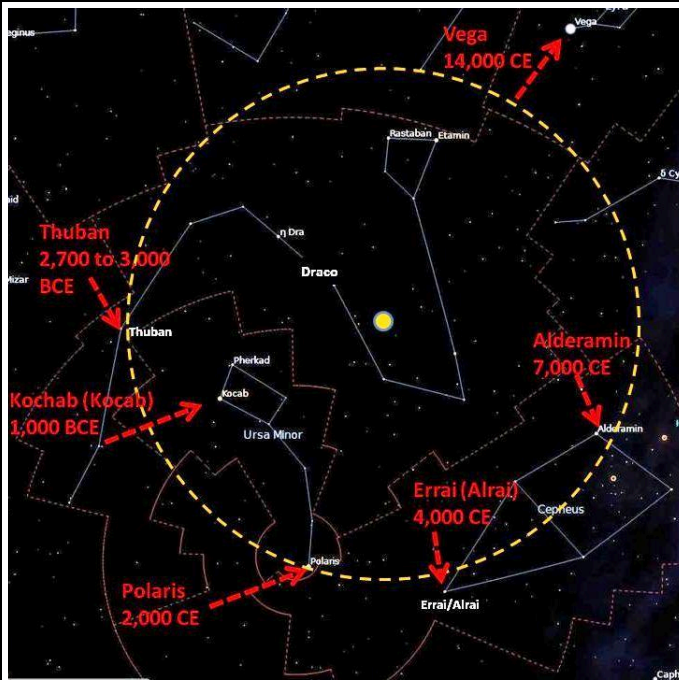 Vega
14,000 CE
Vega
eginus
Rastaban
Etamin
δ Cy
Thuban
2,700 to 3,000
BCE
η Dra
Draco
Mizar
Thuban
Alderamin
7,000 CE
Pherkad
Kochab (Kocab)
1,000 BCE
Kocab
Ursa Minor
Alderamin
Errai (Alrai)
4,000 CE
Cepheus
Polaris
Polaris
2,000 CE
Errai/Alrai
Caph